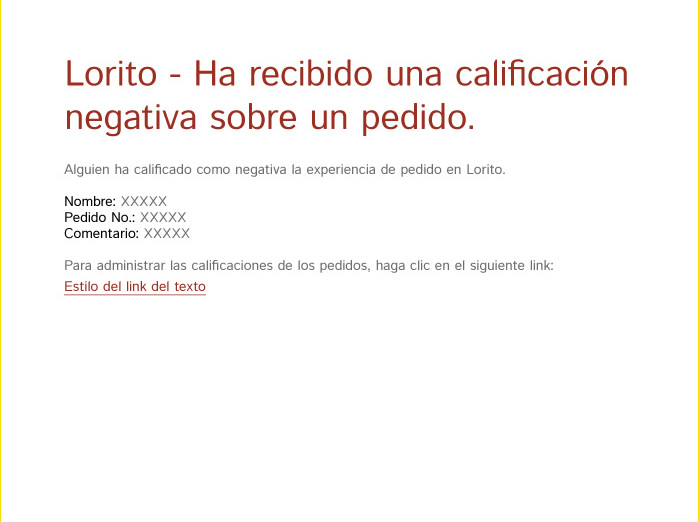 Lorito - Ha recibido una calificación
negativa sobre un pedido.
Alguien ha calificado como negativa la experiencia de pedido en Lorito.
Nombre: XXXXX
Pedido No.: XXXXX
Comentario: XXXXX
Para administrar las calificaciones de los pedidos, haga clic en el siguiente link:
Estilo del link del texto